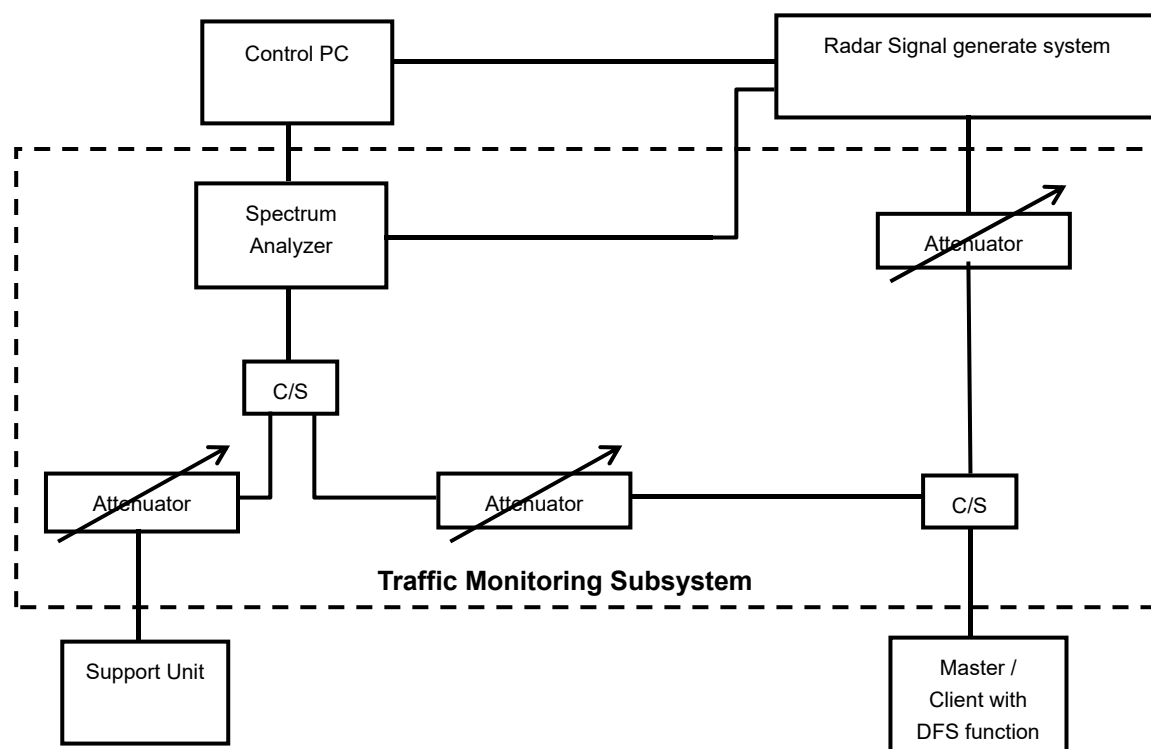 Control PC
Radar Signal generate system
Spectrum
Analyzer
Attenuator
C/S
Attenuator
Attenuator
C/S
Traffic Monitoring Subsystem
Support Unit
Master /
Client with
DFS function